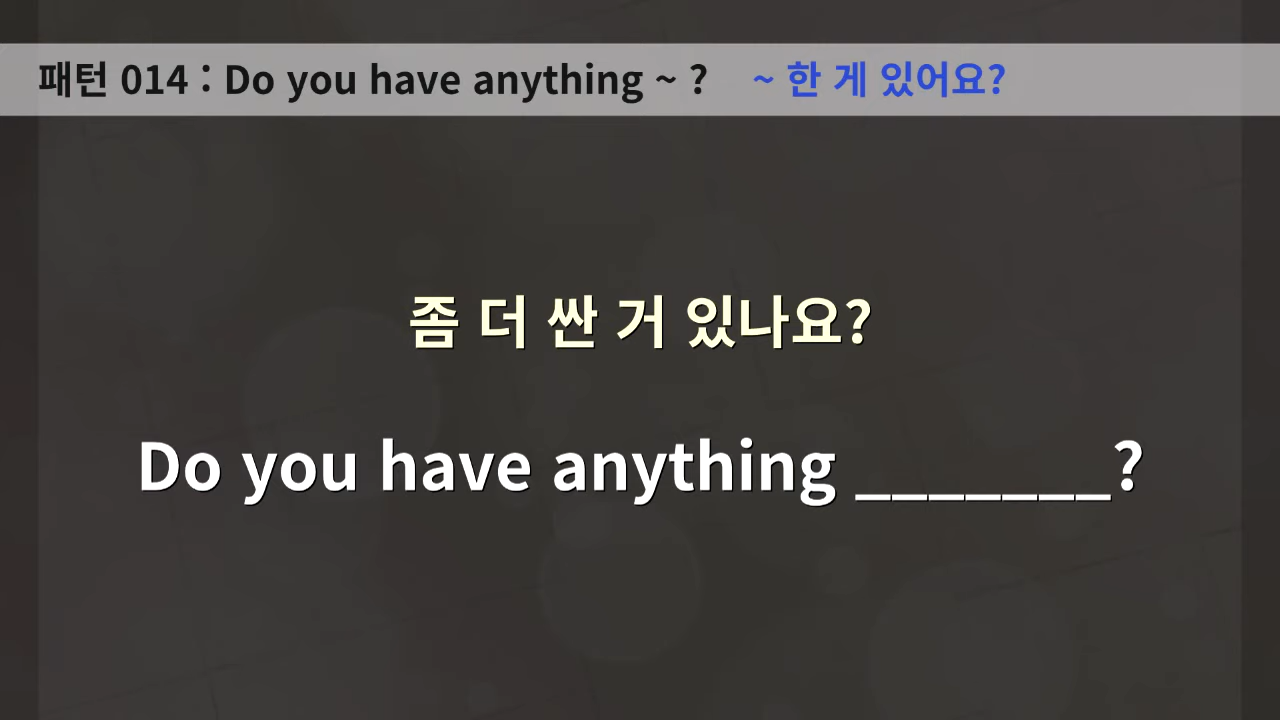 패턴 014 : Do you have anything ~ ? ~ 한 게 있어요?
좀 더 싼 거 있나요?
Do you have anything _______?